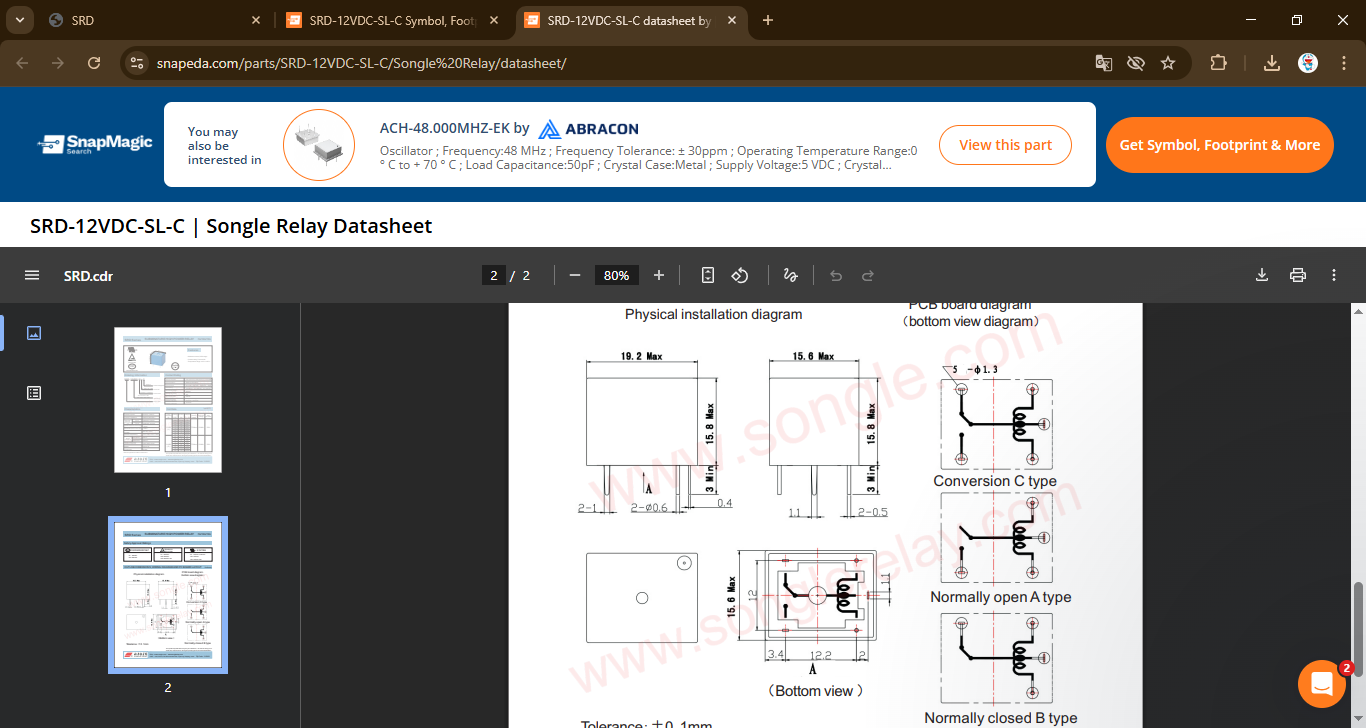 SRD
SRD-12VDC-SL-C Symbol, Foot
SRD-12VDC-SL-C datasheet by
snapeda.com/parts/SRD-12VDC-SL-C/Songle%20Relay/datasheet/
SnapMagic
Search
You may
also be
interested in
ACH-48.000MHZ-EK by ABRACON
Oscillator ; Frequency:48 MHz ; Frequency Tolerance: ± 30ppm ; Operating Temperature Range:0
° C to + 70 ° C ; Load Capacitance:50pF ; Crystal Case:Metal ; Supply Voltage:5 VDC ; Crystal...
View this part
Get Symbol, Footprint & More
SRD-12VDC-SL-C | Songle Relay Datasheet
SRD.cdr
2 / 2
80%
1
2
Physical installation diagram
PCB board diagram
(bottom view diagram)
19.2 Max
15.8 Max
3 Min
A
2-1
2-Ø0.6
0.4
15.6 Max
15.8 Max
3 Min
1.1
2-0.5
5 -ϕ1.3
Conversion C type
Normally open A type
Normally closed B type
15.6 Max
12
1.1
3.4
12.2
2
A
(Bottom view )
Tolerance: ±0.1mm
www.songle.com
www.songlerelay.com
2